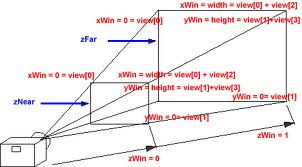 xWin = width = view[0] + view[2]
xWin = 0 = view[0]
yWin = height = view[1]+view[3]
zFar
xWin = 0 = view[0]
xWin = width = view[0] + view[2]
yWin = height = view[1]+view[3]
zNear
yWin= 0= view[1]
yWin= 0= view[1]
zWin = 1
zWin = 0